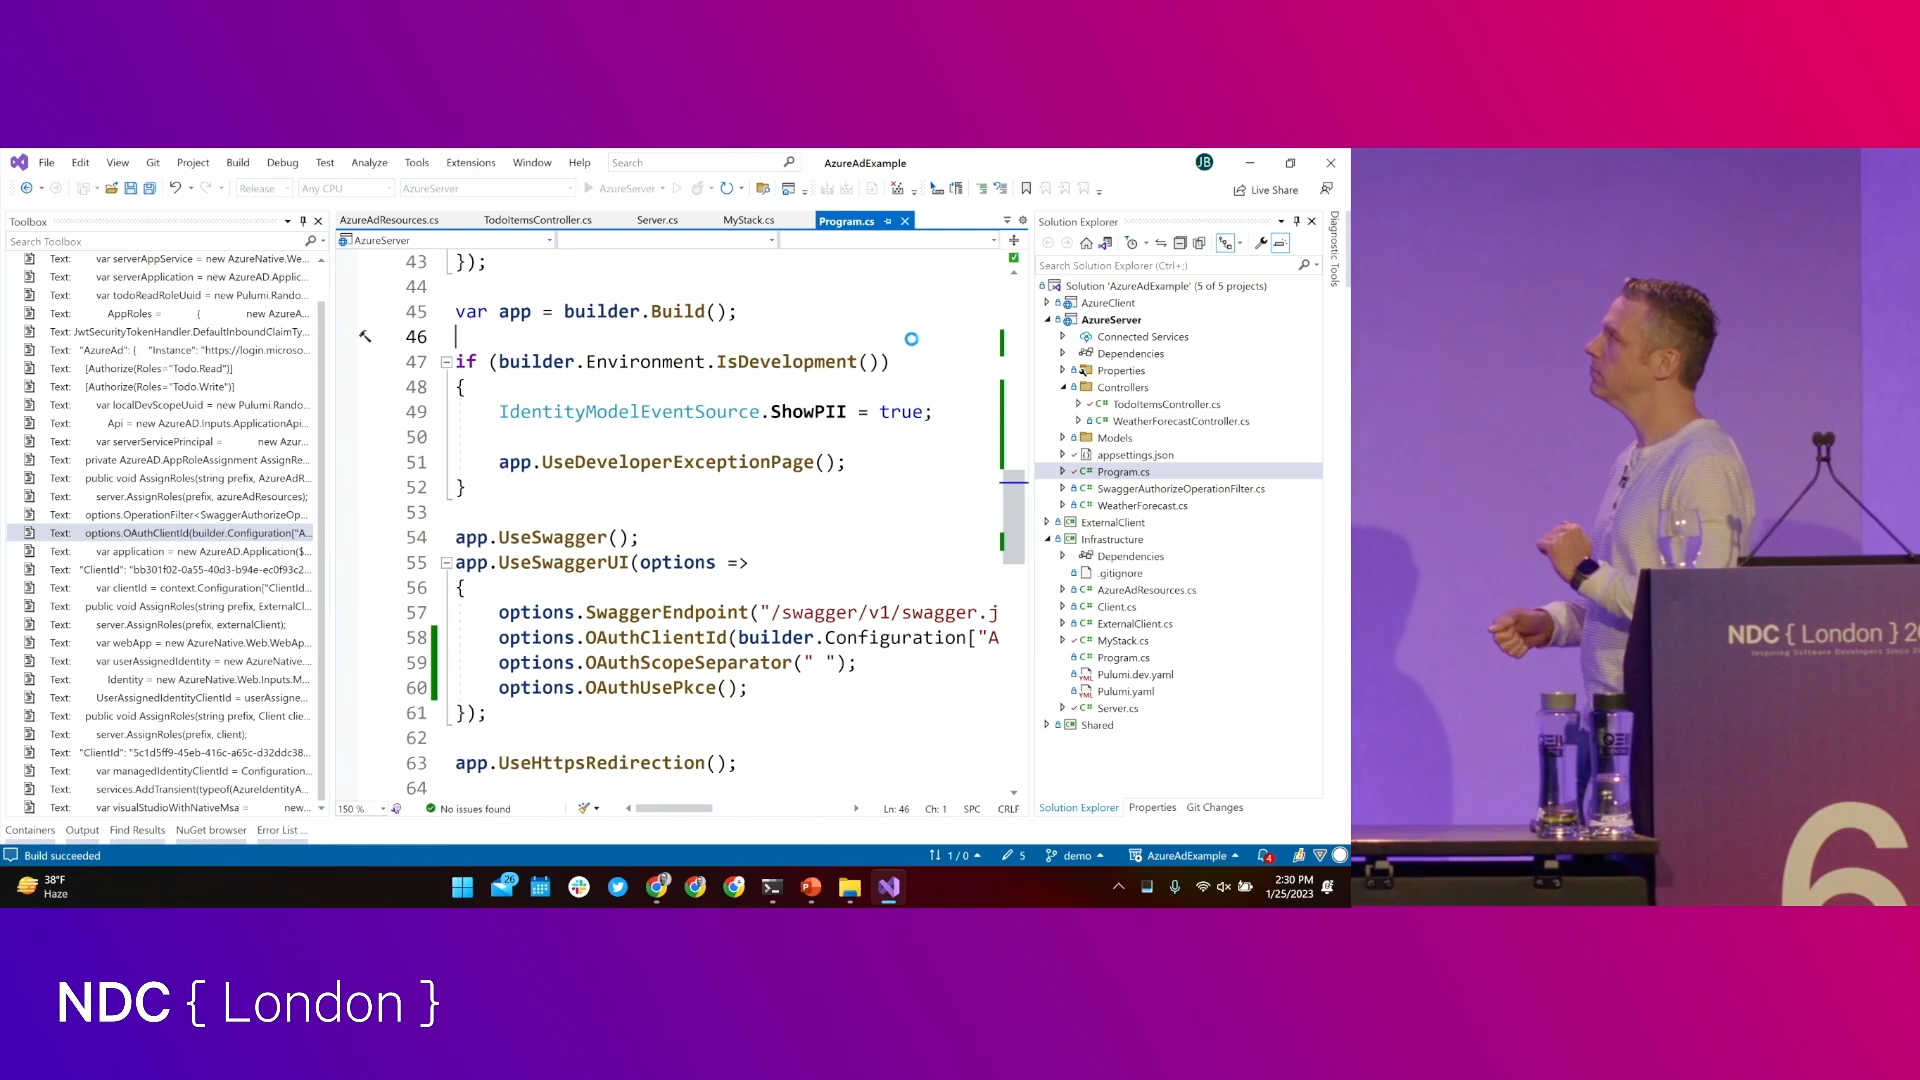 File Edit View Git Project Build Debug Test Analyze Tools Extensions Window Help Search AzureAdExample JB
Release Any CPU AzureServer AzureServer Live Share
Toolbox
Search Toolbox
Text: var serverAppService = new AzureNative.We...
Text: var serverApplication = new AzureAD.Applic...
Text: var todoReadRoleUuid = new Pulumi.Rando...
Text: AppRoles = { new AzureA...
Text: JwtSecurityTokenHandler.DefaultInboundClaimTy...
Text: "AzureAd": { "Instance": "https://login.microso...
Text: [Authorize(Roles="Todo.Read")]
Text: [Authorize(Roles="Todo.Write")]
Text: var localDevScopeUuid = new Pulumi.Rando...
Text: Api = new AzureAD.Inputs.ApplicationApi...
Text: var serverServicePrincipal = new Azur...
Text: private AzureAD.AppRoleAssignment AssignRe...
Text: public void AssignRoles(string prefix, AzureAdR...
Text: server.AssignRoles(prefix, azureAdResources);
Text: options.OperationFilter<SwaggerAuthorizeOp...
Text: options.OAuthClientId(builder.Configuration["A...
Text: var application = new AzureAD.Application($...
Text: "ClientId": "bb301f02-0a55-40d3-b94e-ec0f93c2...
Text: var clientId = context.Configuration["ClientId...
Text: public void AssignRoles(string prefix, ExternalCl...
Text: server.AssignRoles(prefix, externalClient);
Text: var webApp = new AzureNative.Web.WebAp...
Text: var userAssignedIdentity = new AzureNative....
Text: Identity = new AzureNative.Web.Inputs.M...
Text: UserAssignedIdentityClientId = userAssigne...
Text: public void AssignRoles(string prefix, Client clie...
Text: server.AssignRoles(prefix, client);
Text: "ClientId": "5c1d5ff9-45eb-416c-a65c-d32ddc38...
Text: var managedIdentityClientId = Configuration...
Text: services.AddTransient(typeof(AzureIdentityA...
Text: var visualStudioWithNativeMsa = new...
Containers Output Find Results NuGet browser Error List ...
AzureAdResources.cs TodoItemsController.cs Server.cs MyStack.cs Program.cs
AzureServer
43 });
44
45 var app = builder.Build();
46
47 if (builder.Environment.IsDevelopment())
48 {
49 IdentityModelEventSource.ShowPII = true;
50
51 app.UseDeveloperExceptionPage();
52 }
53
54 app.UseSwagger();
55 app.UseSwaggerUI(options =>
56 {
57 options.SwaggerEndpoint("/swagger/v1/swagger.j
58 options.OAuthClientId(builder.Configuration["A
59 options.OAuthScopeSeparator(" ");
60 options.OAuthUsePkce();
61 });
62
63 app.UseHttpsRedirection();
64
150 % No issues found Ln: 46 Ch: 1 SPC CRLF
Solution Explorer
Search Solution Explorer (Ctrl+;)
Solution 'AzureAdExample' (5 of 5 projects)
AzureClient
AzureServer
Connected Services
Dependencies
Properties
Controllers
C# TodoItemsController.cs
C# WeatherForecastController.cs
Models
appsettings.json
C# Program.cs
C# SwaggerAuthorizeOperationFilter.cs
C# WeatherForecast.cs
ExternalClient
Infrastructure
Dependencies
.gitignore
C# AzureAdResources.cs
C# Client.cs
C# ExternalClient.cs
C# MyStack.cs
C# Program.cs
YML Pulumi.dev.yaml
YML Pulumi.yaml
C# Server.cs
Shared
Solution Explorer Properties Git Changes
Diagnostic Tools
Build succeeded 1 / 0 5 demo AzureAdExample 4
38°F
Haze
26
2:30 PM
1/25/2023
NDC { London } 2
Inspiring Software Developers Since 2
6
NDC { London }